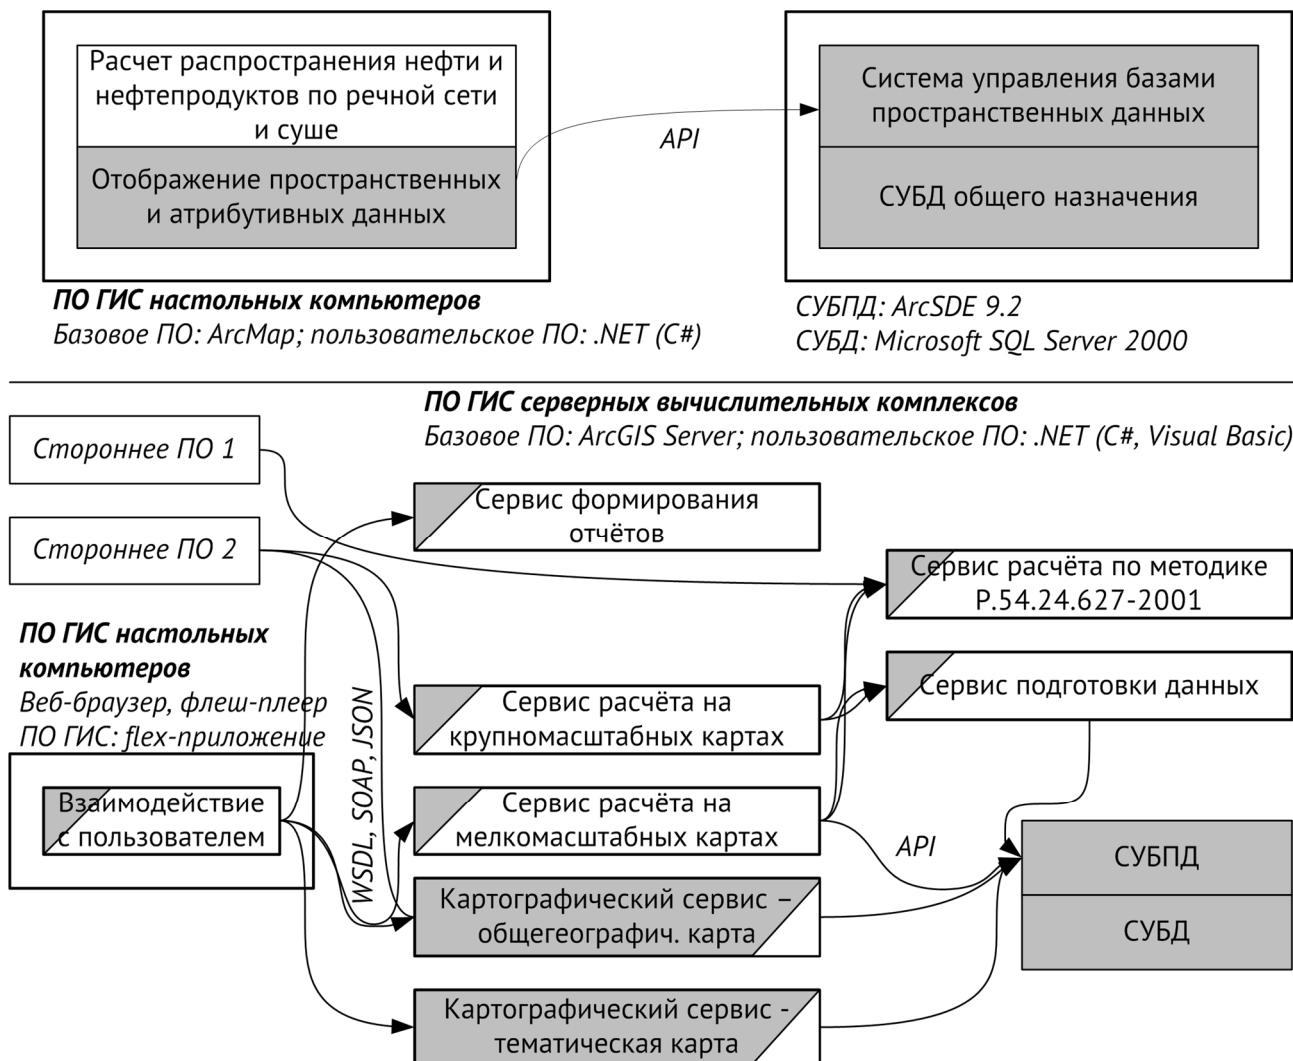 Расчет распространения нефти и
нефтепродуктов по речной сети
и суше
Отображение пространственных
и атрибутивных данных
API
Система управления базами
пространственных данных
СУБД общего назначения
ПО ГИС настольных компьютеров
Базовое ПО: ArcMap; пользовательское ПО: .NET (C#)
СУБПД: ArcSDE 9.2
СУБД: Microsoft SQL Server 2000
ПО ГИС серверных вычислительных комплексов
Базовое ПО: ArcGIS Server; пользовательское ПО: .NET (C#, Visual Basic)
Стороннее ПО 1
Стороннее ПО 2
Сервис формирования
отчётов
Сервис расчёта по методике
Р.54.24.627-2001
ПО ГИС настольных
компьютеров
Веб-браузер, флеш-плеер
ПО ГИС: flex-приложение
WSDL, SOAP, JSON
Сервис расчёта на
крупномасштабных картах
Сервис подготовки данных
Взаимодействие
с пользователем
Сервис расчёта на
мелкомасштабных картах
API
СУБПД
СУБД
Картографический сервис –
общегеографич. карта
Картографический сервис -
тематическая карта